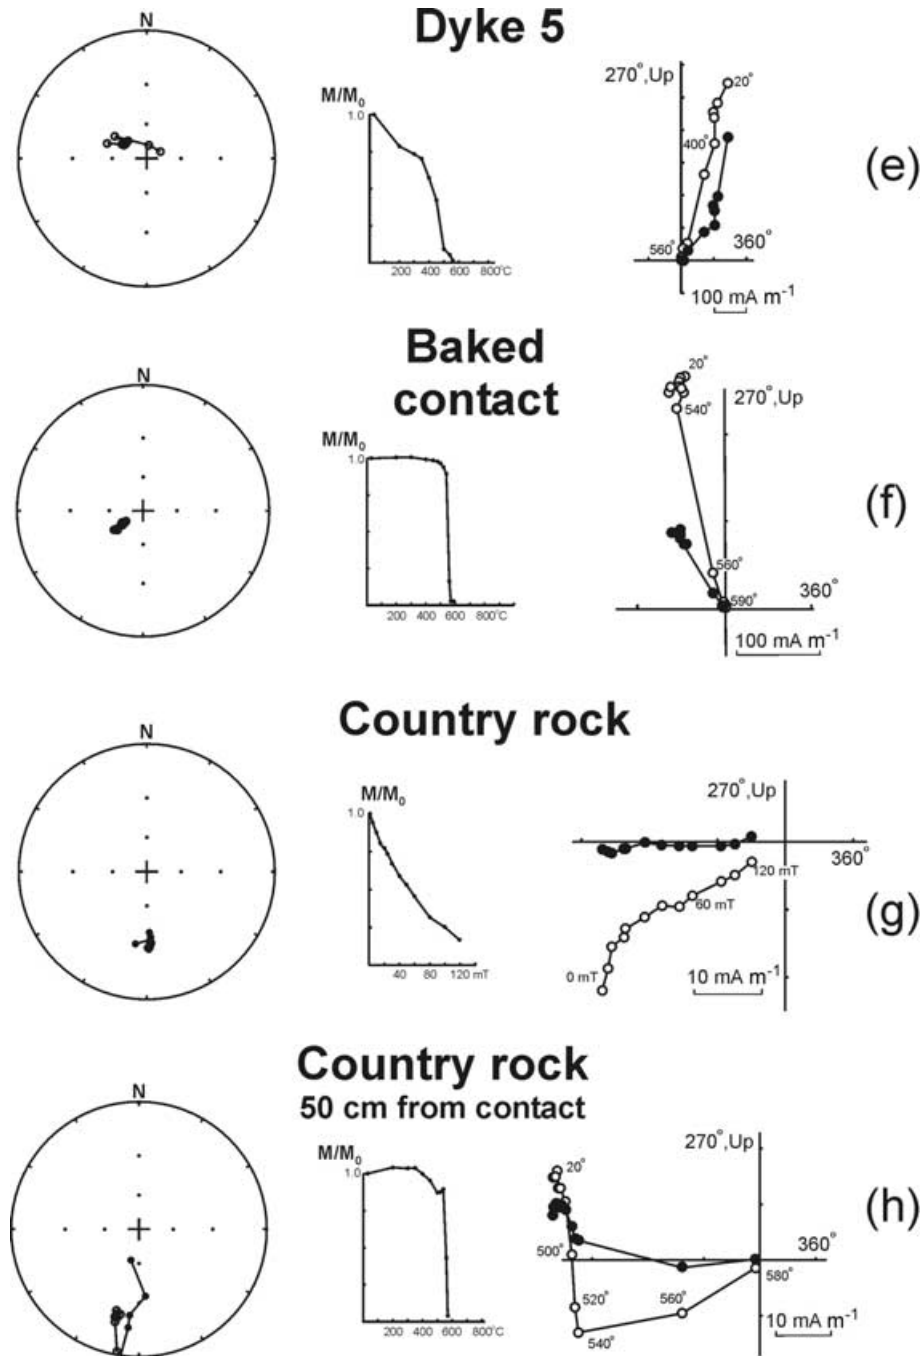 Dyke 5
N
M/M₀
1.0
200 400 600 800°C
270°,Up
20°
400°
560°
360°
100 mA m⁻¹
(e)
Baked
contact
N
M/M₀
1.0
200 400 600 800°C
20°
540°
270°,Up
560°
590°
360°
100 mA m⁻¹
(f)
Country rock
N
M/M₀
1.0
40 80 120 mT
270°,Up
360°
120 mT
60 mT
0 mT
10 mA m⁻¹
(g)
Country rock
50 cm from contact
N
M/M₀
1.0
200 400 600 800°C
270°,Up
20°
500°
360°
580°
520°
560°
540°
10 mA m⁻¹
(h)